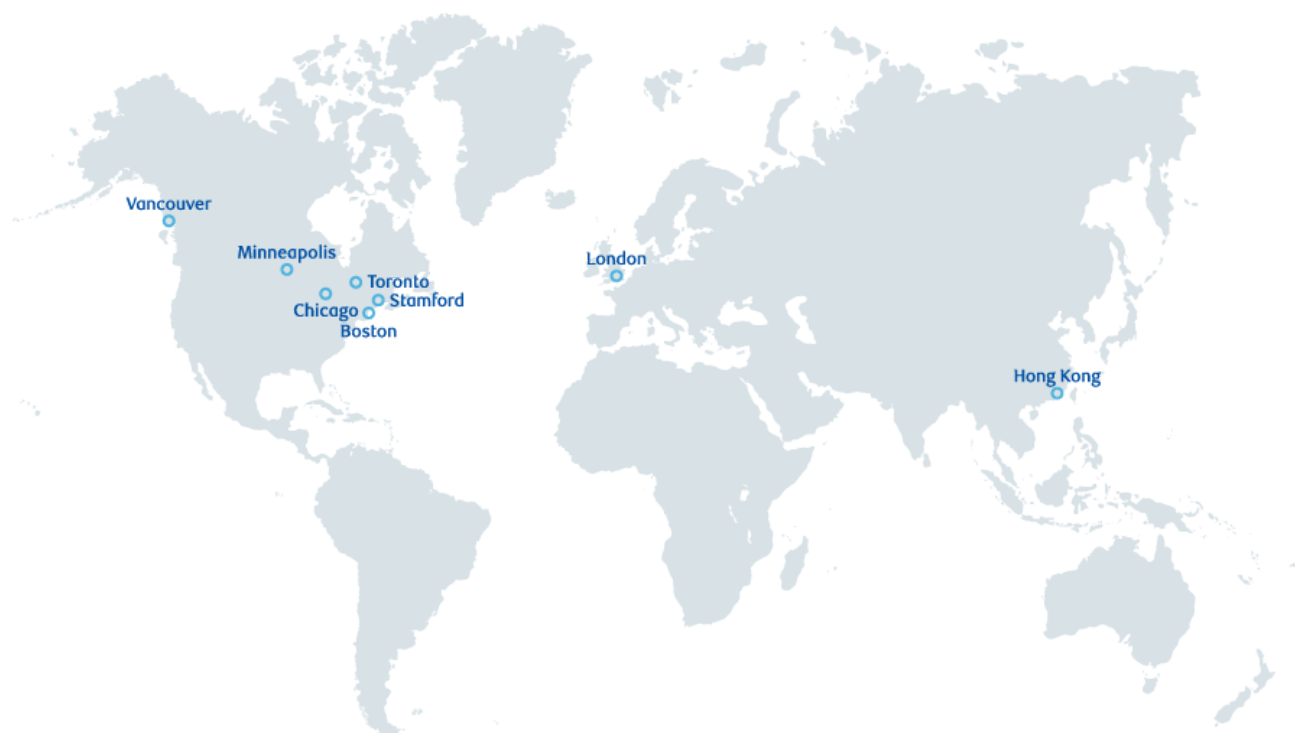 Vancouver
Minneapolis
London
Toronto
Stamford
Chicago
Boston
Hong Kong